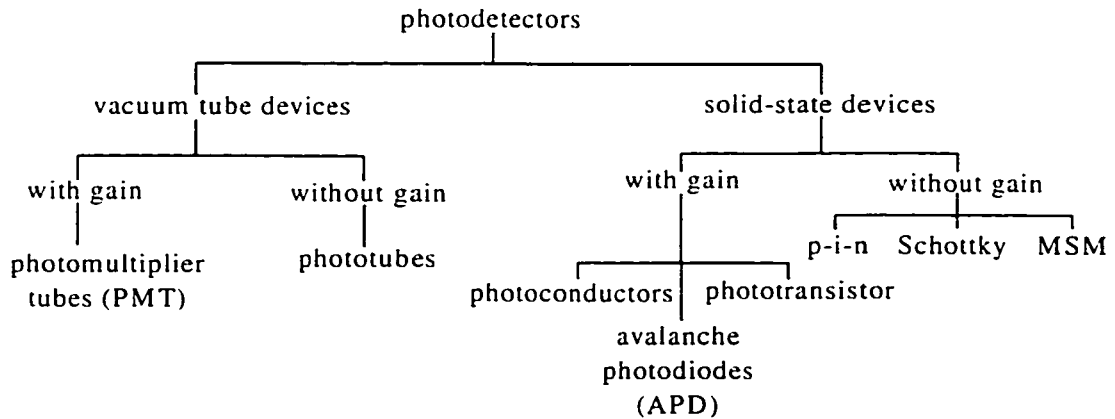 photodetectors
vacuum tube devices
solid-state devices
with gain
without gain
with gain
without gain
photomultiplier
tubes (PMT)
phototubes
p-i-n
Schottky
MSM
photoconductors
phototransistor
avalanche
photodiodes
(APD)